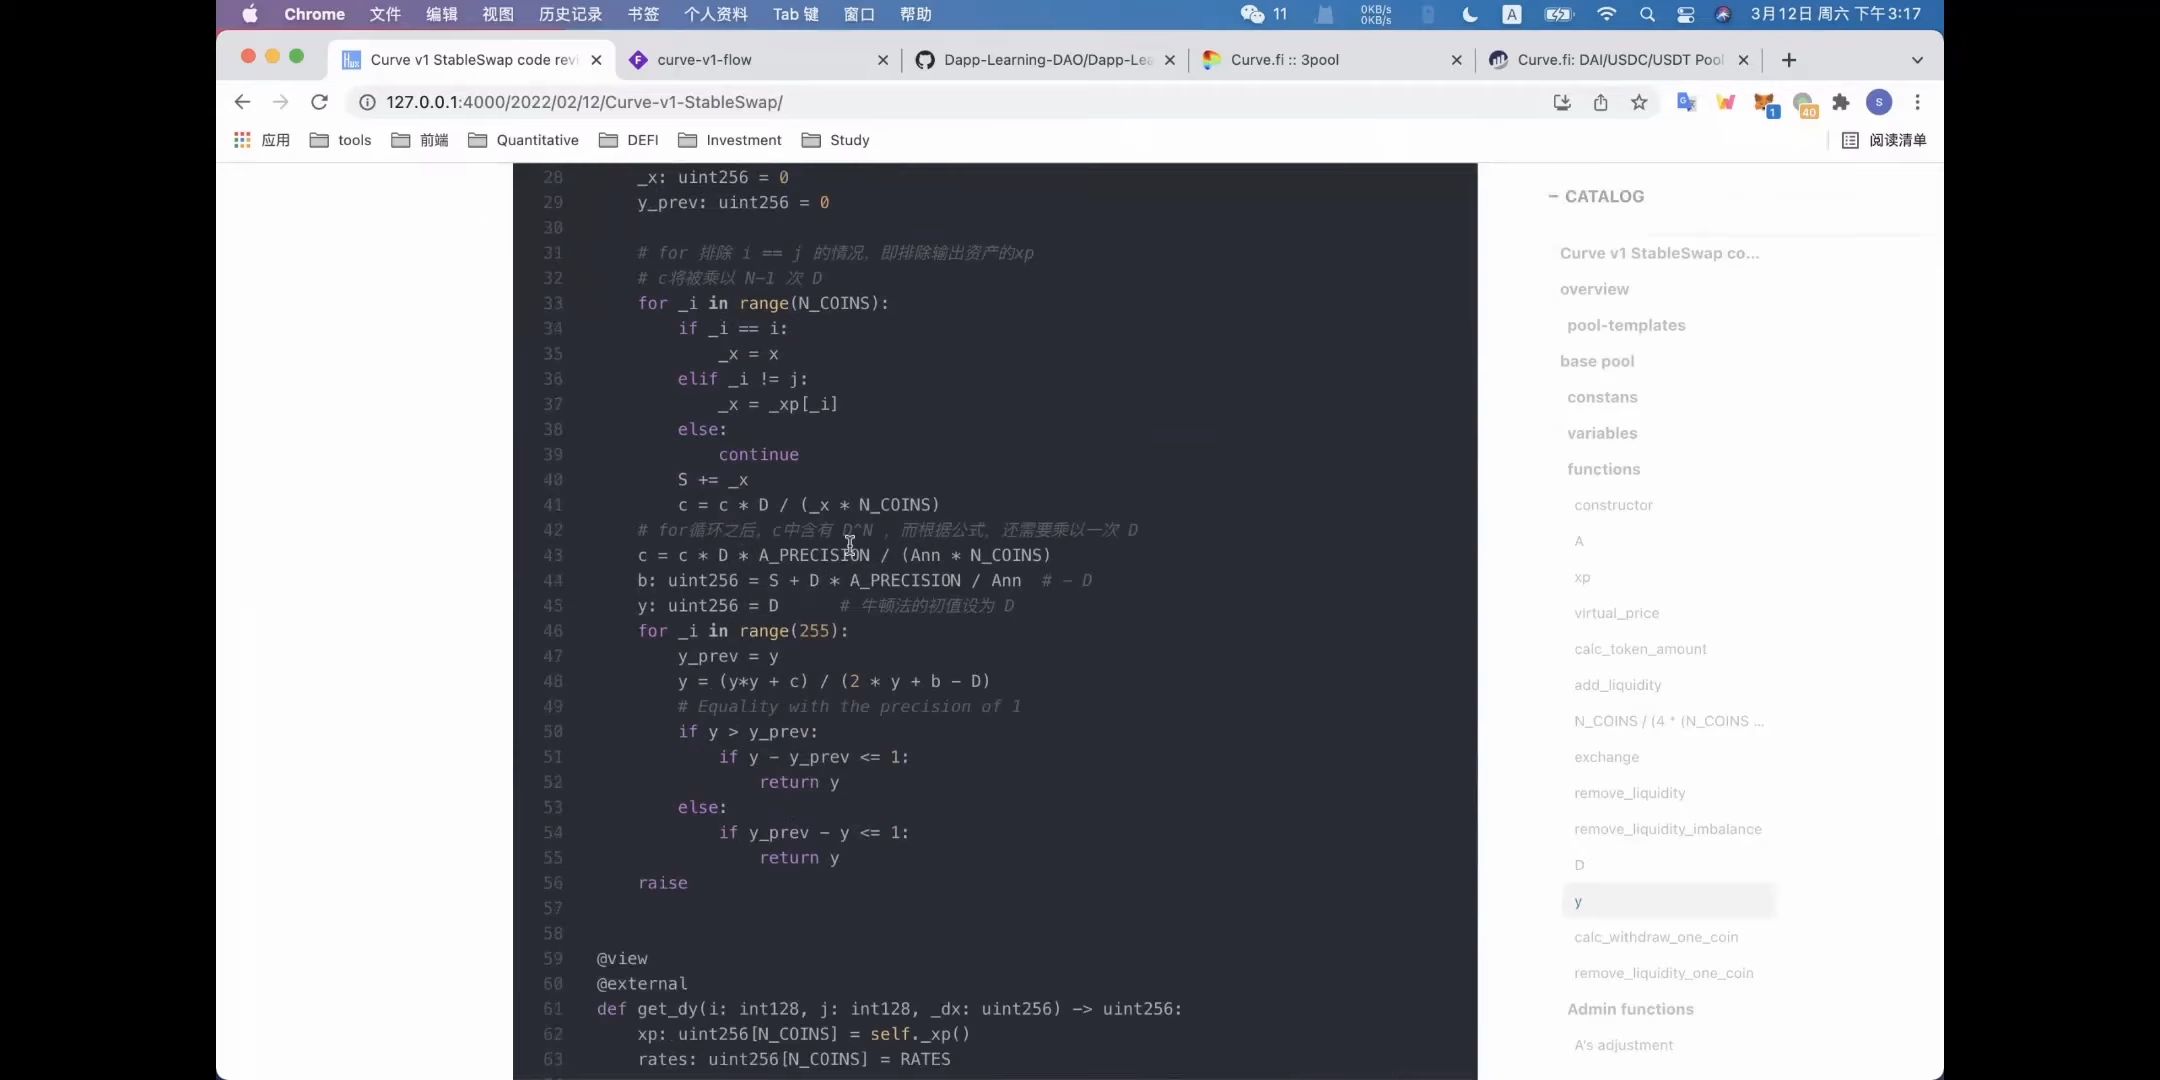 Chrome 文件 编辑 视图 历史记录 书签 个人资料 Tab 键 窗口 帮助 11 0KB/s 0KB/s A 3月12日 周六 下午3:17
Curve v1 StableSwap code revi curve-v1-flow Dapp-Learning-DAO/Dapp-Lea Curve.fi :: 3pool Curve.fi: DAI/USDC/USDT Pool
127.0.0.1:4000/2022/02/12/Curve-v1-StableSwap/ 1 40 S
应用 tools 前端 Quantitative DEFI Investment Study 阅读清单
28 _x: uint256 = 0
29 y_prev: uint256 = 0
30
31 # for 排除 i == j 的情况，即排除输出资产的xp
32 # c将被乘以 N-1 次 D
33 for _i in range(N_COINS):
34 if _i == i:
35 _x = x
36 elif _i != j:
37 _x = _xp[_i]
38 else:
39 continue
40 S += _x
41 c = c * D / (_x * N_COINS)
42 # for循环之后，c中含有 D^N ，而根据公式，还需要乘以一次 D
43 c = c * D * A_PRECISION / (Ann * N_COINS)
44 b: uint256 = S + D * A_PRECISION / Ann # - D
45 y: uint256 = D # 牛顿法的初值设为 D
46 for _i in range(255):
47 y_prev = y
48 y = (y*y + c) / (2 * y + b - D)
49 # Equality with the precision of 1
50 if y > y_prev:
51 if y - y_prev <= 1:
52 return y
53 else:
54 if y_prev - y <= 1:
55 return y
56 raise
57
58
59 @view
60 @external
61 def get_dy(i: int128, j: int128, _dx: uint256) -> uint256:
62 xp: uint256[N_COINS] = self._xp()
63 rates: uint256[N_COINS] = RATES
− CATALOG
Curve v1 StableSwap co...
overview
pool-templates
base pool
constans
variables
functions
constructor
A
xp
virtual_price
calc_token_amount
add_liquidity
N_COINS / (4 * (N_COINS ...
exchange
remove_liquidity
remove_liquidity_imbalance
D
y
calc_withdraw_one_coin
remove_liquidity_one_coin
Admin functions
A's adjustment